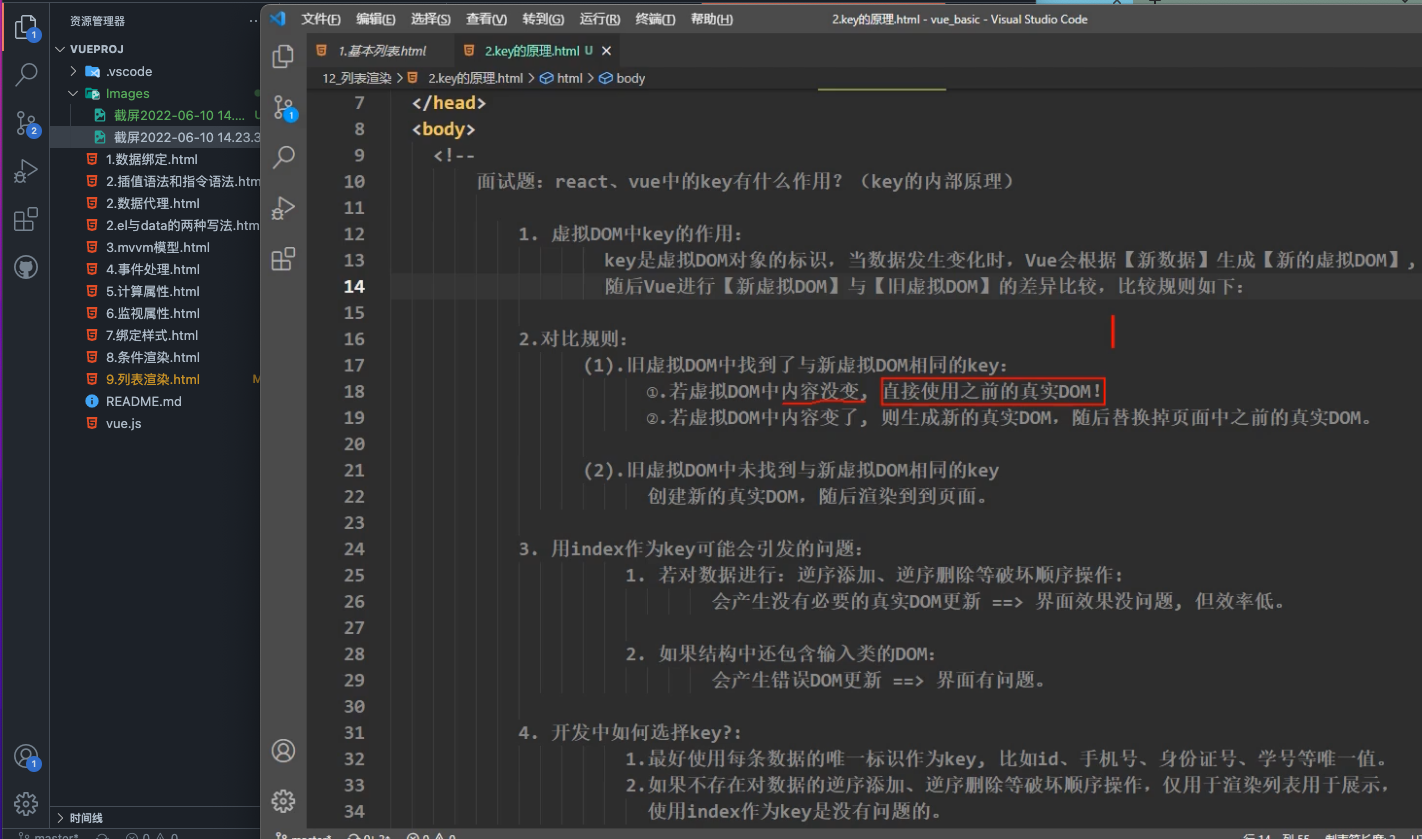 资源管理器
VUEPROJ
.vscode
Images
截屏2022-06-10 14....
截屏2022-06-10 14.23.3
1.数据绑定.html
2.插值语法和指令语法.htm
2.数据代理.html
2.el与data的两种写法.htm
3.mvvm模型.html
4.事件处理.html
5.计算属性.html
6.监视属性.html
7.绑定样式.html
8.条件渲染.html
9.列表渲染.html M
README.md
vue.js
时间线
master*
文件(F) 编辑(E) 选择(S) 查看(V) 转到(G) 运行(R) 终端(T) 帮助(H) 2.key的原理.html - vue_basic - Visual Studio Code
1.基本列表.html 2.key的原理.html U
12_列表渲染 > 2.key的原理.html > html > body
7 </head>
8 <body>
9 <!--
10 面试题：react、vue中的key有什么作用？（key的内部原理）
11
12 1. 虚拟DOM中key的作用：
13 key是虚拟DOM对象的标识，当数据发生变化时，Vue会根据【新数据】生成【新的虚拟DOM】,
14 随后Vue进行【新虚拟DOM】与【旧虚拟DOM】的差异比较，比较规则如下：
15
16 2.对比规则：
17 (1).旧虚拟DOM中找到了与新虚拟DOM相同的key：
18 ①.若虚拟DOM中内容没变, 直接使用之前的真实DOM！
19 ②.若虚拟DOM中内容变了, 则生成新的真实DOM，随后替换掉页面中之前的真实DOM。
20
21 (2).旧虚拟DOM中未找到与新虚拟DOM相同的key
22 创建新的真实DOM，随后渲染到到页面。
23
24 3. 用index作为key可能会引发的问题：
25 1. 若对数据进行：逆序添加、逆序删除等破坏顺序操作：
26 会产生没有必要的真实DOM更新 ==> 界面效果没问题, 但效率低。
27
28 2. 如果结构中还包含输入类的DOM：
29 会产生错误DOM更新 ==> 界面有问题。
30
31 4. 开发中如何选择key?：
32 1.最好使用每条数据的唯一标识作为key, 比如id、手机号、身份证号、学号等唯一值。
33 2.如果不存在对数据的逆序添加、逆序删除等破坏顺序操作，仅用于渲染列表用于展示，
34 使用index作为key是没有问题的。